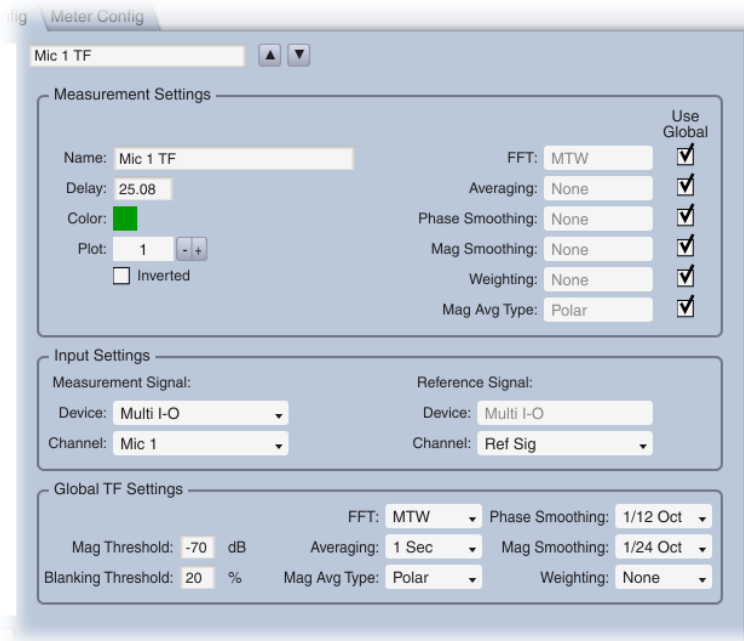 nfig Meter Config
Mic 1 TF ▲ ▼
Measurement Settings
Use
Global
Name: Mic 1 TF FFT: MTW
Delay: 25.08 Averaging: None
Color: Phase Smoothing: None
Plot: 1 - + Mag Smoothing: None
Inverted Weighting: None
Mag Avg Type: Polar
Input Settings
Measurement Signal: Reference Signal:
Device: Multi I-O Device: Multi I-O
Channel: Mic 1 Channel: Ref Sig
Global TF Settings
FFT: MTW Phase Smoothing: 1/12 Oct
Mag Threshold: -70 dB Averaging: 1 Sec Mag Smoothing: 1/24 Oct
Blanking Threshold: 20 % Mag Avg Type: Polar Weighting: None